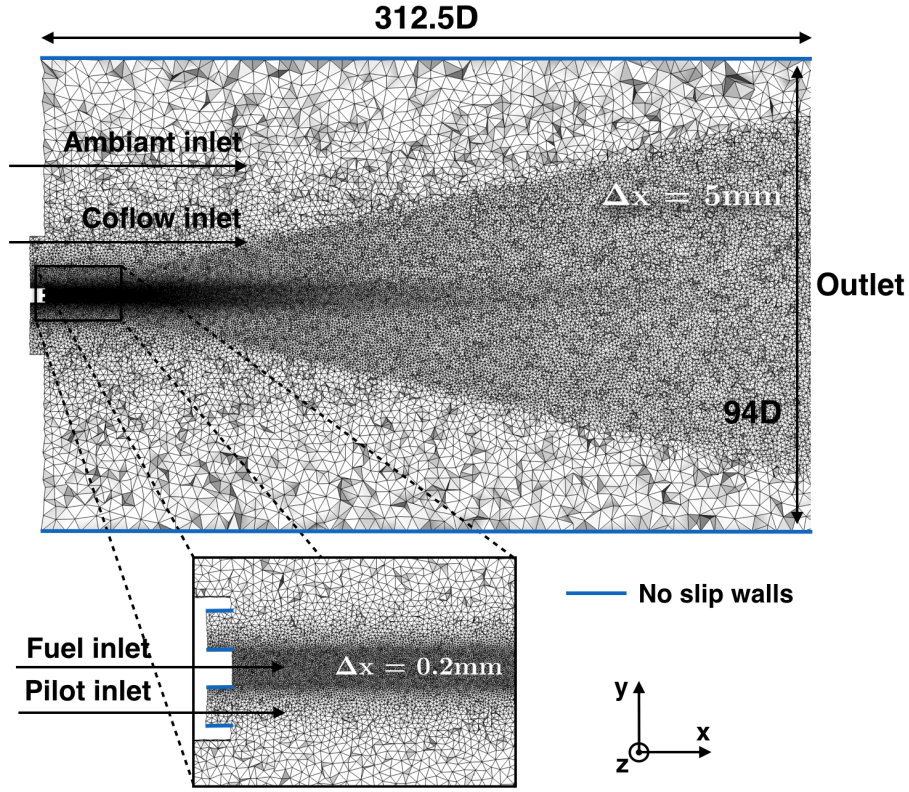 312.5D
Ambiant inlet
Δx = 5mm
Coflow inlet
Outlet
94D
No slip walls
Fuel inlet
Δx = 0.2mm
Pilot inlet
y
x
z